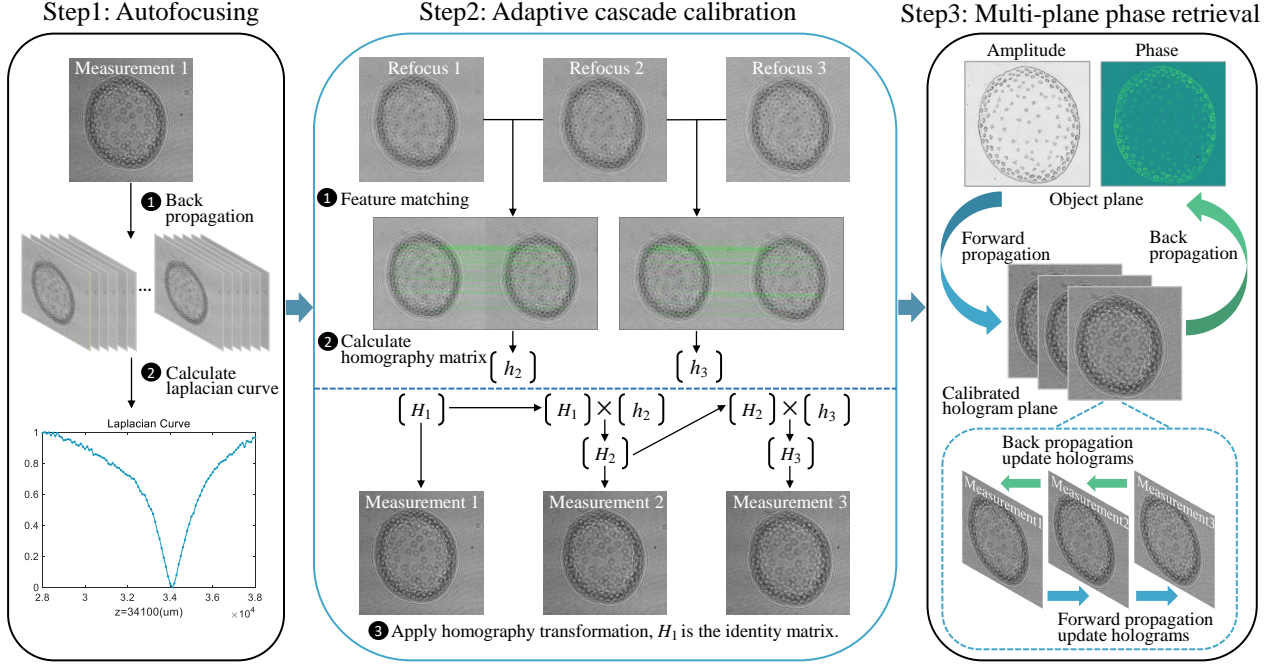 Step1: Autofocusing
Measurement 1
1 Back
propagation
...
2 Calculate
laplacian curve
Laplacian Curve
1
0.8
0.6
0.4
0.2
0
2.8 3 3.2 3.4 3.6 3.8
z=34100(um) ×10⁴
Step2: Adaptive cascade calibration
Refocus 1 Refocus 2 Refocus 3
1 Feature matching
2 Calculate
homography matrix
[h₂] [h₃]
[H₁] [H₁] × [h₂] [H₂] × [h₃]
[H₂] [H₃]
Measurement 1 Measurement 2 Measurement 3
3 Apply homography transformation, H₁ is the identity matrix.
Step3: Multi-plane phase retrieval
Amplitude Phase
Object plane
Forward
propagation
Back
propagation
Calibrated
hologram plane
Back propagation
update holograms
Measurement1 Measurement2 Measurement3
Forward propagation
update holograms